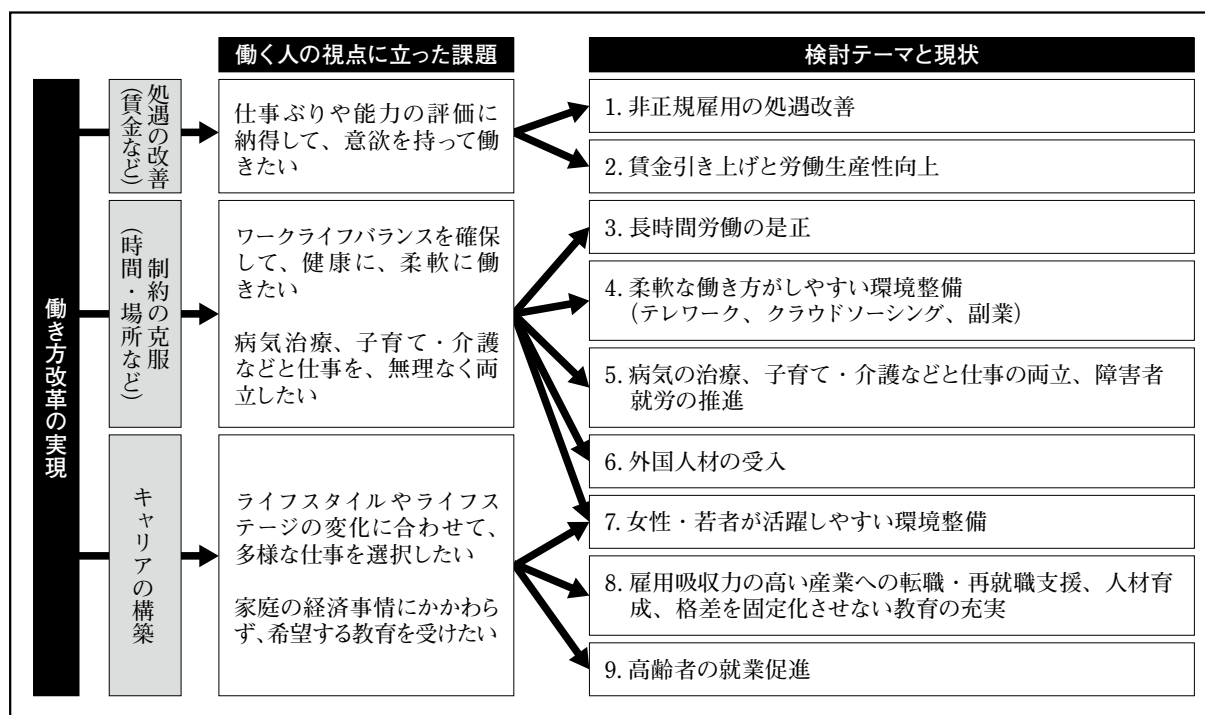 働く人の視点に立った課題
検討テーマと現状
働き方改革の実現
処遇の改善
(賃金など)
仕事ぶりや能力の評価に
納得して、意欲を持って働
きたい
1. 非正規雇用の処遇改善
2. 賃金引き上げと労働生産性向上
制約の克服
(時間・場所など)
ワークライフバランスを確保
して、健康に、柔軟に働
きたい
病気治療、子育て・介護
などと仕事を、無理なく両
立したい
3. 長時間労働の是正
4. 柔軟な働き方がしやすい環境整備
(テレワーク、クラウドソーシング、副業)
5. 病気の治療、子育て・介護などと仕事の両立、障害者
就労の推進
6. 外国人材の受入
キャリアの構築
ライフスタイルやライフス
テージの変化に合わせて、
多様な仕事を選択したい
家庭の経済事情にかかわら
ず、希望する教育を受けたい
7. 女性・若者が活躍しやすい環境整備
8. 雇用吸収力の高い産業への転職・再就職支援、人材育
成、格差を固定化させない教育の充実
9. 高齢者の就業促進